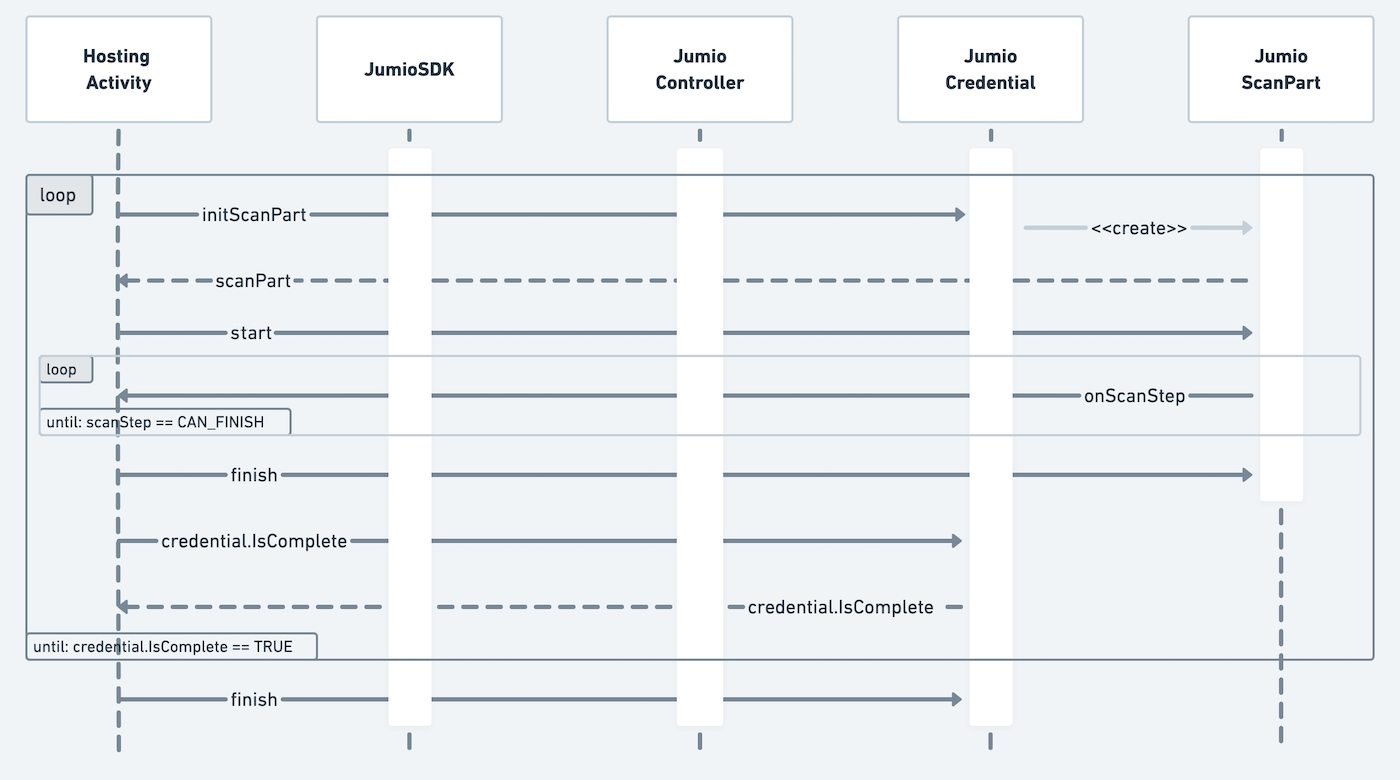 Hosting
Activity
JumioSDK
Jumio
Controller
Jumio
Credential
Jumio
ScanPart
loop
initScanPart
<<create>>
scanPart
start
loop
onScanStep
until: scanStep == CAN_FINISH
finish
credential.IsComplete
credential.IsComplete
until: credential.IsComplete == TRUE
finish